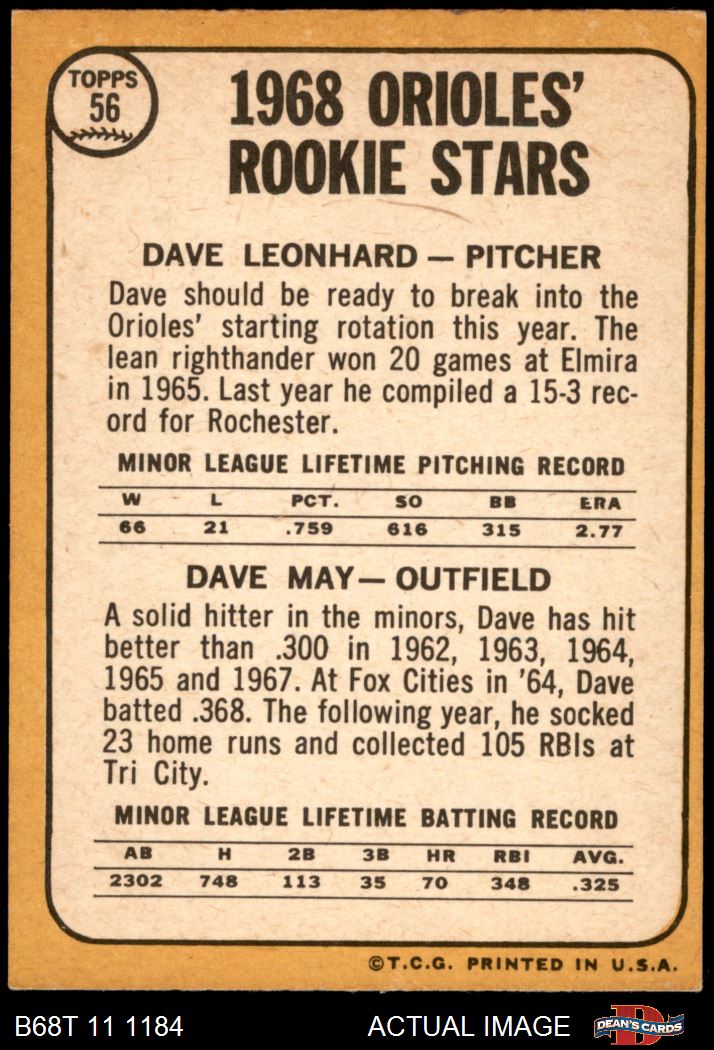 TOPPS
56
1968 ORIOLES'
ROOKIE STARS
DAVE LEONHARD — PITCHER
Dave should be ready to break into the
Orioles' starting rotation this year. The
lean righthander won 20 games at Elmira
in 1965. Last year he compiled a 15-3 rec-
ord for Rochester.
MINOR LEAGUE LIFETIME PITCHING RECORD
W L PCT. SO BB ERA
66 21 .759 616 315 2.77
DAVE MAY— OUTFIELD
A solid hitter in the minors, Dave has hit
better than .300 in 1962, 1963, 1964,
1965 and 1967. At Fox Cities in '64, Dave
batted .368. The following year, he socked
23 home runs and collected 105 RBIs at
Tri City.
MINOR LEAGUE LIFETIME BATTING RECORD
AB H 2B 3B HR RBI AVG.
2302 748 113 35 70 348 .325
©T.C.G. PRINTED IN U.S.A.
B68T 11 1184 ACTUAL IMAGE DEAN'S CARDS